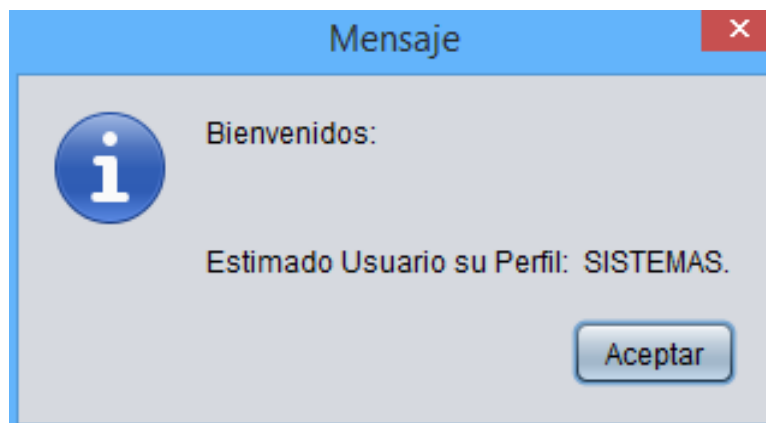 Mensaje
Bienvenidos:
Estimado Usuario su Perfil: SISTEMAS.
Aceptar